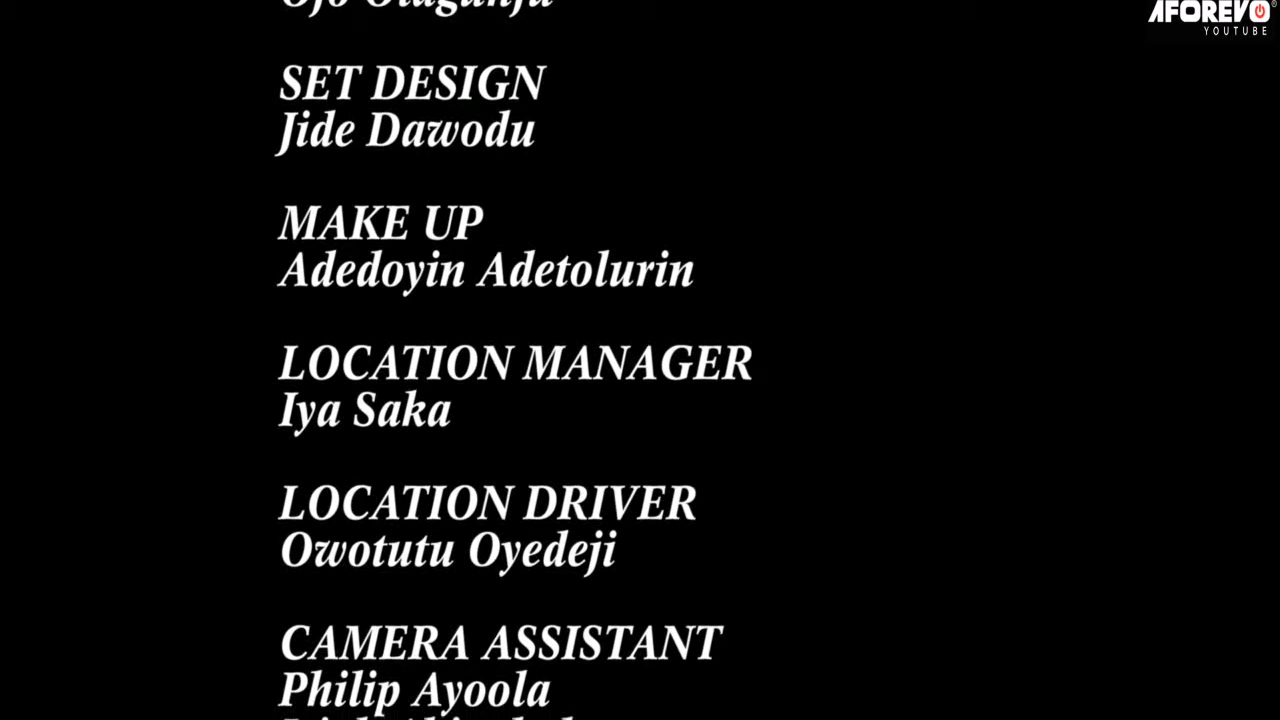 AFOREVO
YOUTUBE
SET DESIGN
Jide Dawodu
MAKE UP
Adedoyin Adetolurin
LOCATION MANAGER
Iya Saka
LOCATION DRIVER
Owotutu Oyedeji
CAMERA ASSISTANT
Philip Ayoola